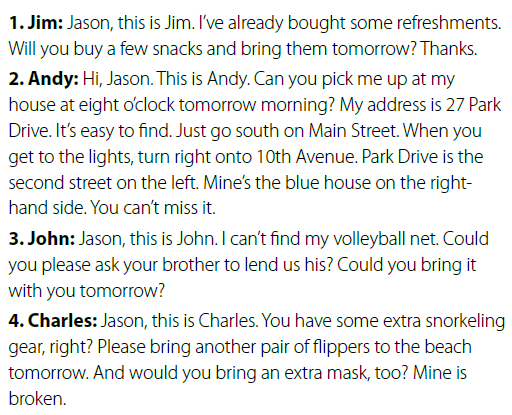 1. Jim: Jason, this is Jim. I've already bought some refreshments.
Will you buy a few snacks and bring them tomorrow? Thanks.
2. Andy: Hi, Jason. This is Andy. Can you pick me up at my
house at eight o'clock tomorrow morning? My address is 27 Park
Drive. It's easy to find. Just go south on Main Street. When you
get to the lights, turn right onto 10th Avenue. Park Drive is the
second street on the left. Mine's the blue house on the right-
hand side. You can't miss it.
3. John: Jason, this is John. I can't find my volleyball net. Could
you please ask your brother to lend us his? Could you bring it
with you tomorrow?
4. Charles: Jason, this is Charles. You have some extra snorkeling
gear, right? Please bring another pair of flippers to the beach
tomorrow. And would you bring an extra mask, too? Mine is
broken.